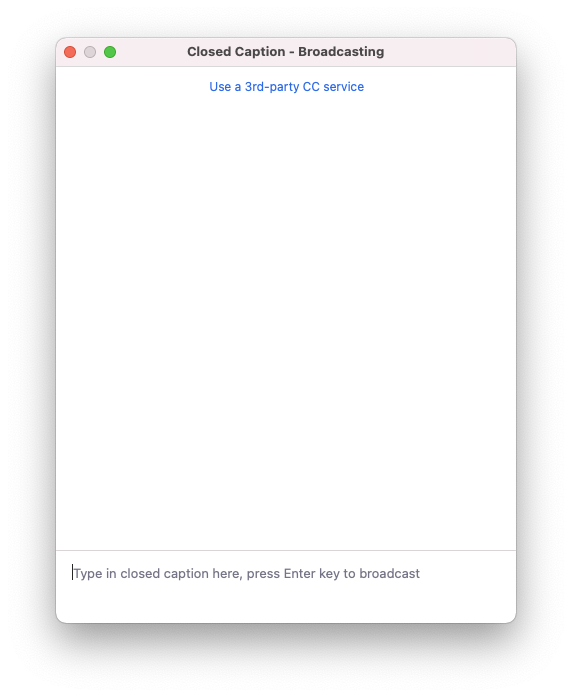 Closed Caption - Broadcasting
Use a 3rd-party CC service
Type in closed caption here, press Enter key to broadcast